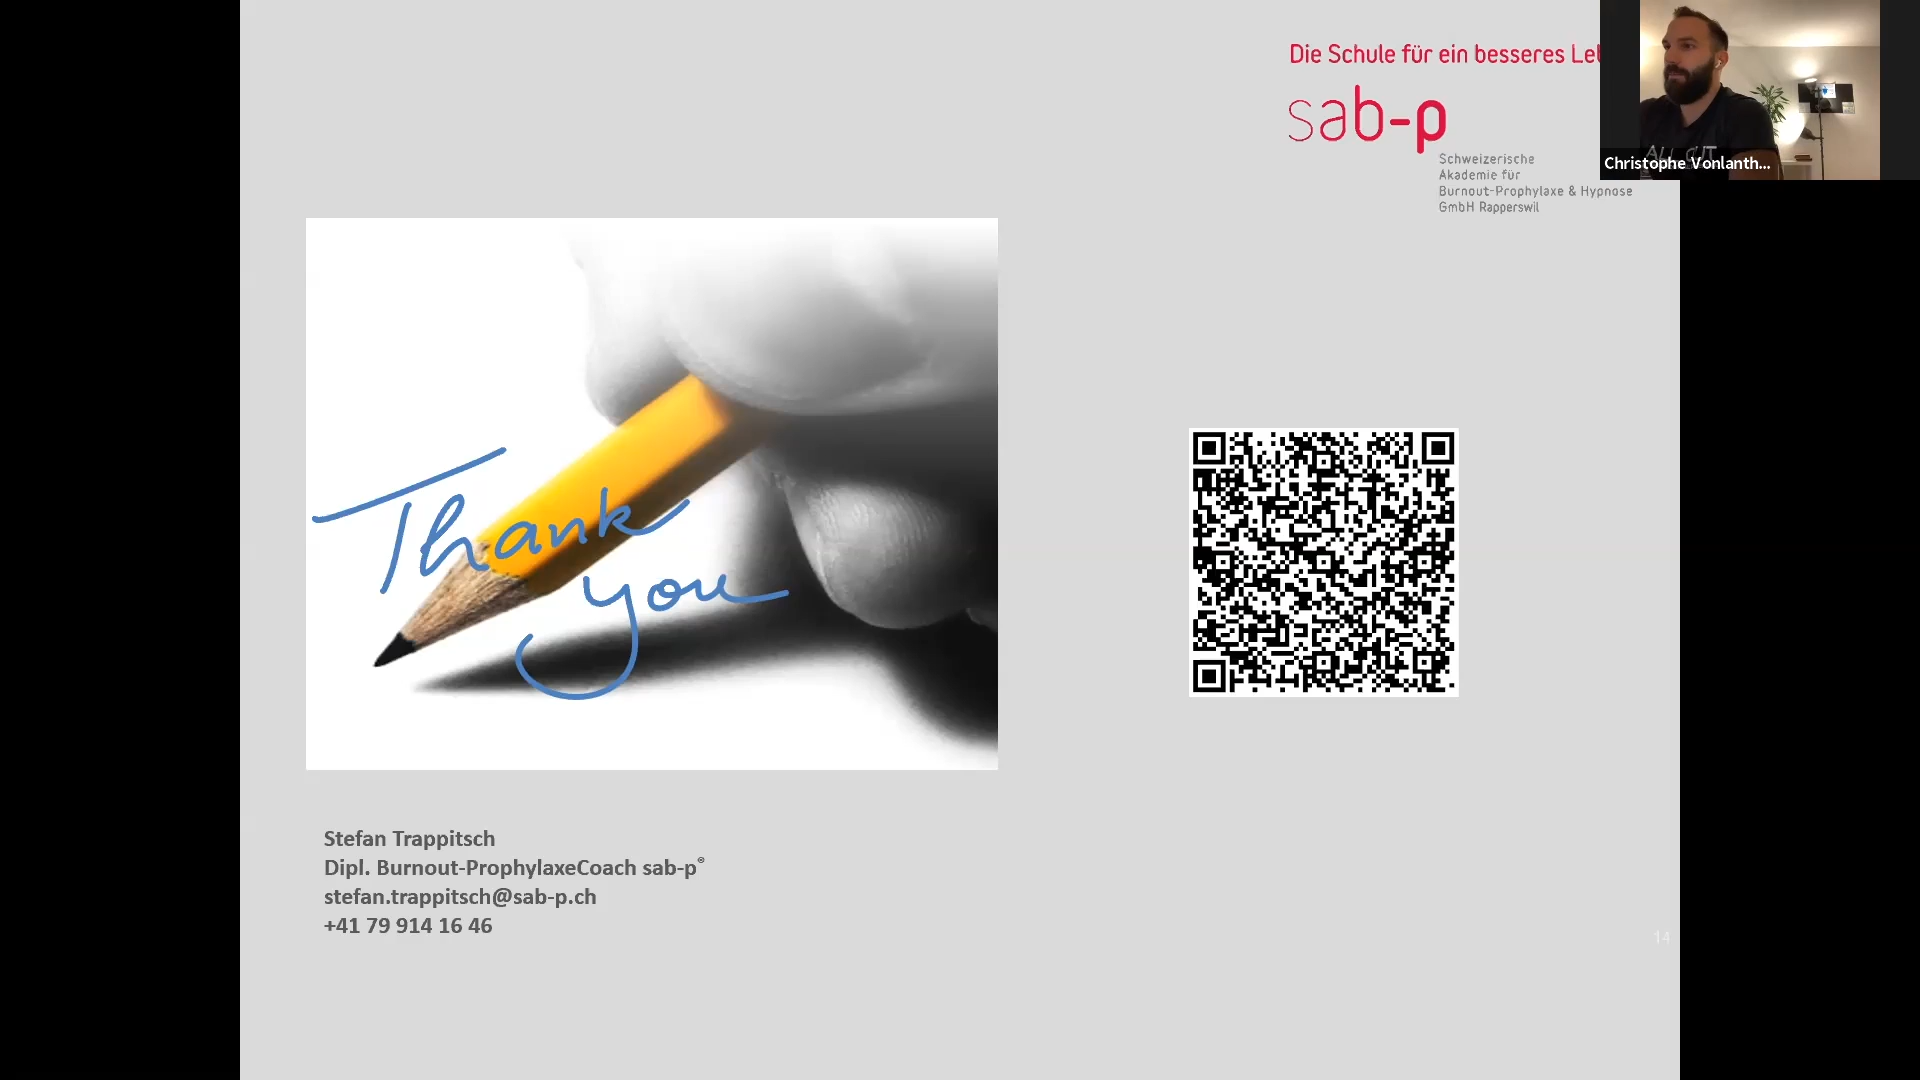 Die Schule für ein besseres
sab-p
Schweizerische
Akademie für
Burnout-Prophylaxe & Hypnose
GmbH Rapperswil
Christophe Vonlanth...
Thank
you
Stefan Trappitsch
Dipl. Burnout-ProphylaxeCoach sab-p®
stefan.trappitsch@sab-p.ch
+41 79 914 16 46
14